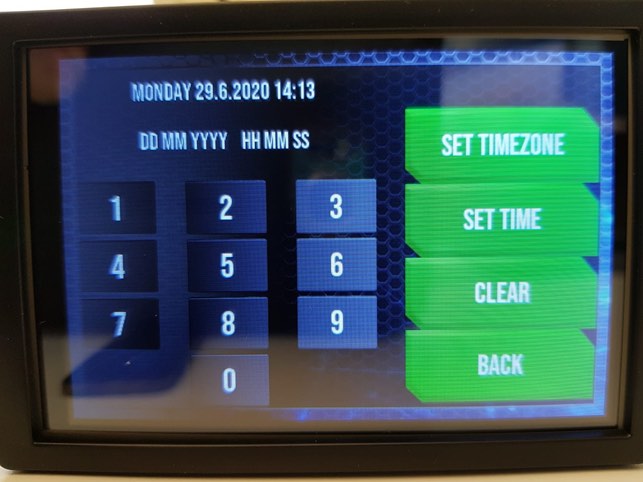 MONDAY 29.6.2020 14:13
DD MM YYYY HH MM SS
SET TIMEZONE
1 2 3
SET TIME
4 5 6
CLEAR
7 8 9
BACK
0